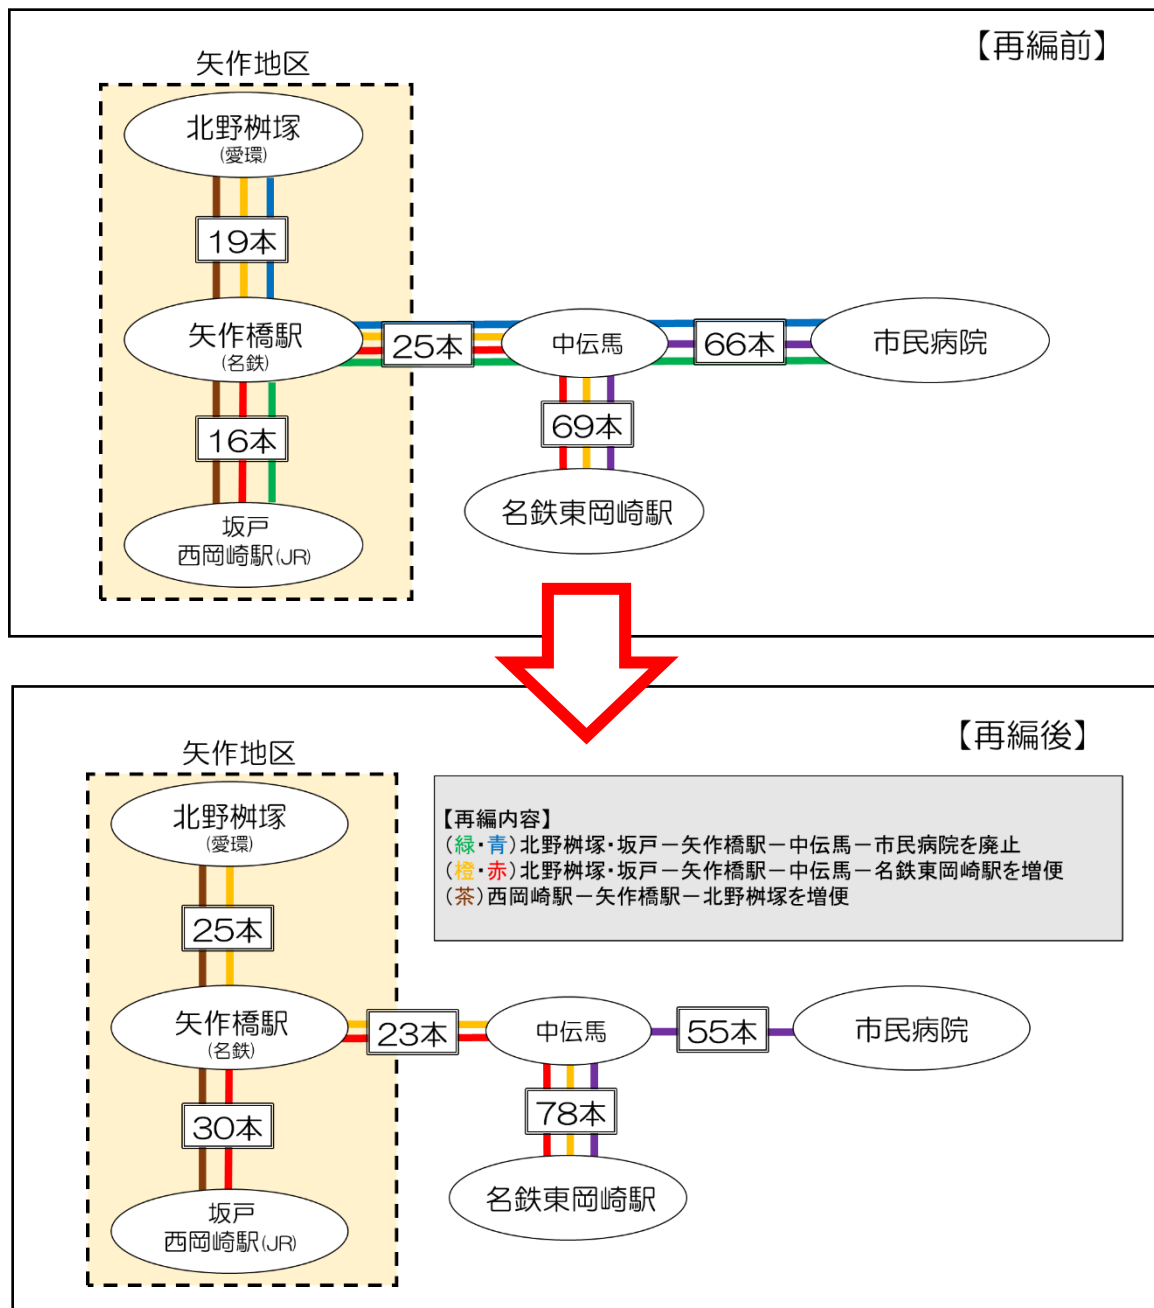 【再編前】
矢作地区
北野桝塚
(愛環)
19本
矢作橋駅
(名鉄)
25本
中伝馬
66本
市民病院
16本
69本
坂戸
西岡崎駅(JR)
名鉄東岡崎駅
【再編後】
矢作地区
北野桝塚
(愛環)
【再編内容】
(緑・青)北野桝塚・坂戸－矢作橋駅－中伝馬－市民病院を廃止
(橙・赤)北野桝塚・坂戸－矢作橋駅－中伝馬－名鉄東岡崎駅を増便
(茶)西岡崎駅－矢作橋駅－北野桝塚を増便
25本
矢作橋駅
(名鉄)
23本
中伝馬
55本
市民病院
30本
78本
坂戸
西岡崎駅(JR)
名鉄東岡崎駅